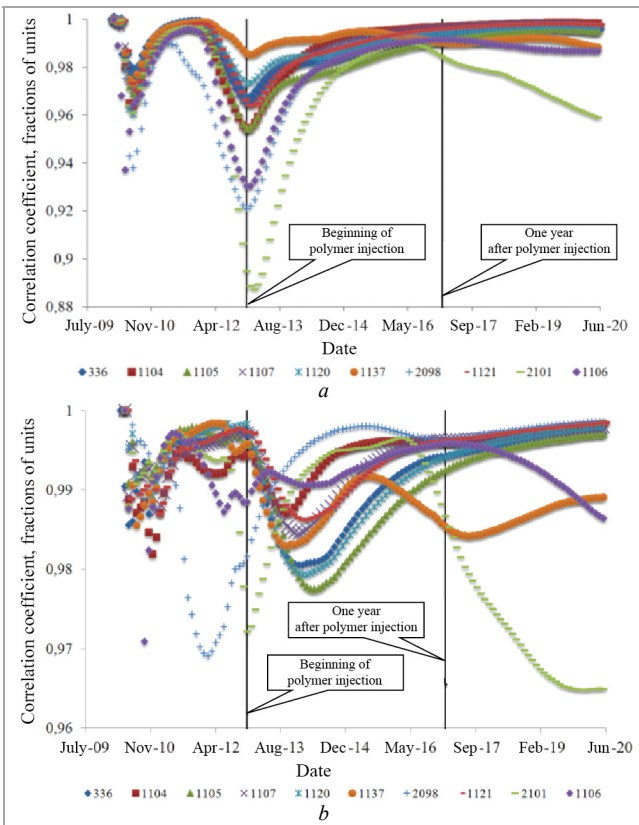 Correlation coefficient, fractions of units
1
0,98
0,96
0,94
0,92
0,9
0,88
Beginning of
polymer injection
One year
after polymer injection
July-09 Nov-10 Apr-12 Aug-13 Dec-14 May-16 Sep-17 Feb-19 Jun-20
Date
336 1104 1105 1107 1120 1137 2098 1121 2101 1106
a
Correlation coefficient, fractions of units
1
0,99
0,98
0,97
0,96
One year
after polymer injection
Beginning of
polymer injection
July-09 Nov-10 Apr-12 Aug-13 Dec-14 May-16 Sep-17 Feb-19 Jun-20
Date
336 1104 1105 1107 1120 1137 2098 1121 2101 1106
b